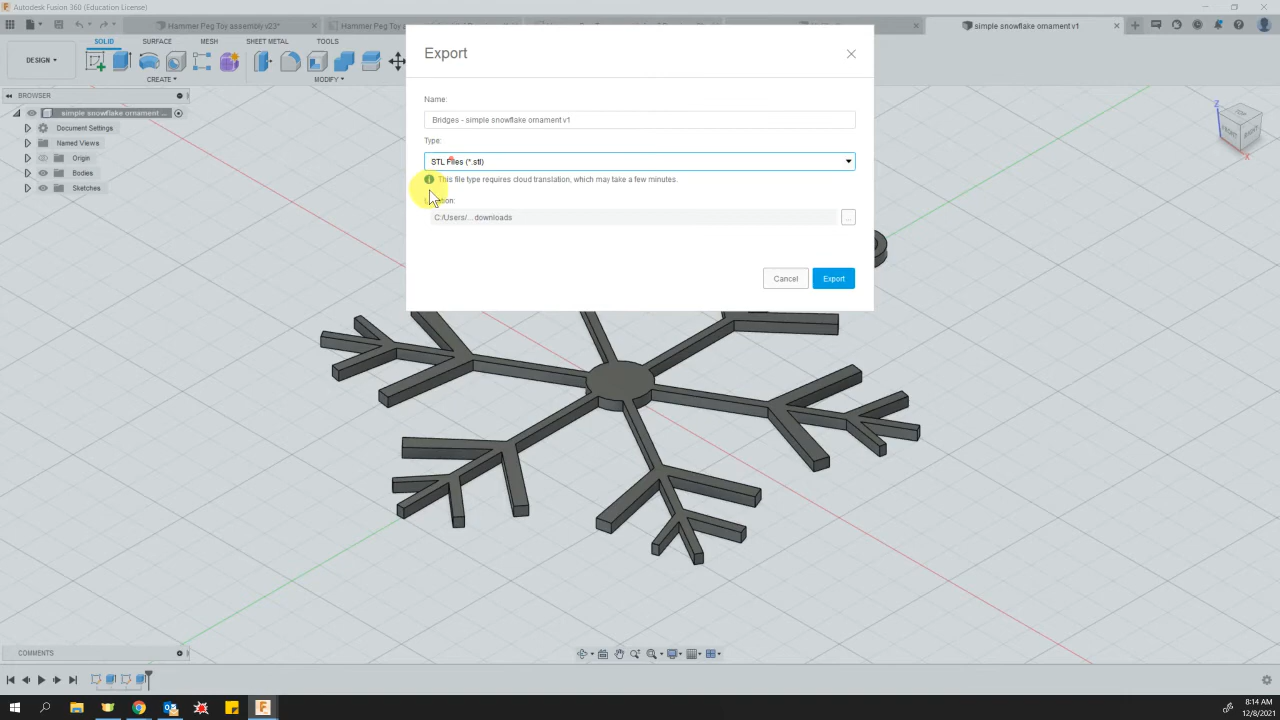 Autodesk Fusion 360 (Education License)
Hammer Peg Toy assembly v23*
Hammer Peg Toy
simple snowflake ornament v1
SOLID
SURFACE
MESH
SHEET METAL
TOOLS
DESIGN
CREATE
MODIFY
BROWSER
simple snowflake ornament ...
Document Settings
Named Views
Origin
Bodies
Sketches
Export
Name:
Bridges - simple snowflake ornament v1
Type:
STL Files (*.stl)
This file type requires cloud translation, which may take a few minutes.
C:/Users/... downloads
...
Cancel
Export
Z
TOP
FRONT
RIGHT
X
COMMENTS
8:14 AM
12/8/2021